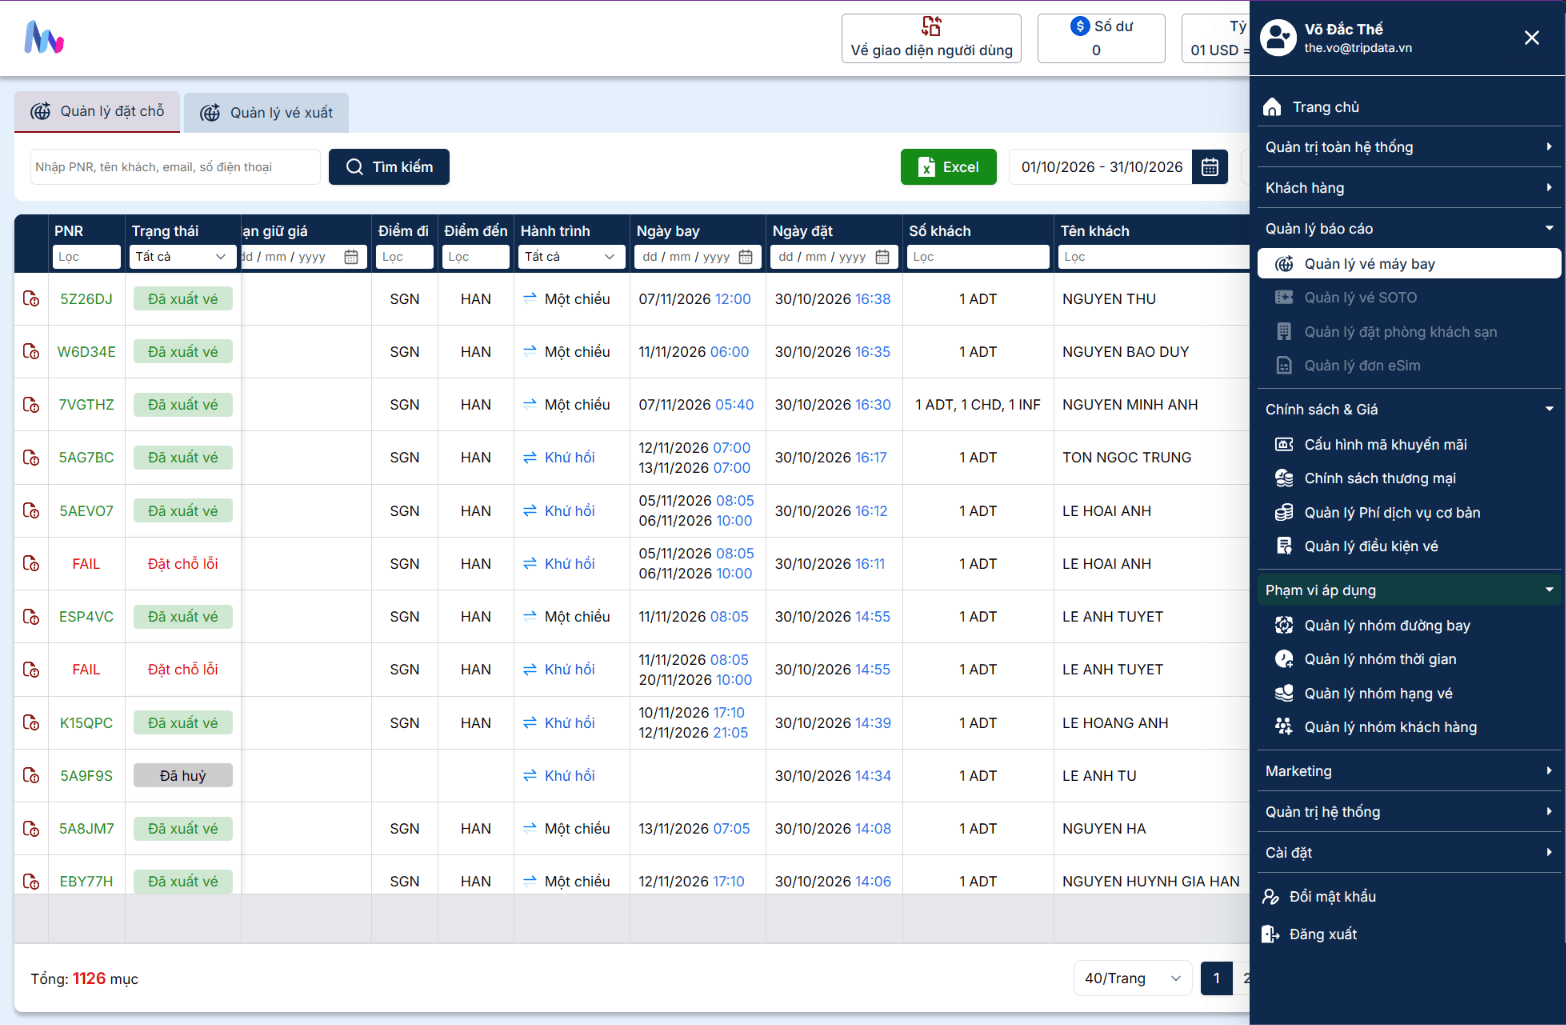 Về giao diện người dùng
Số dư
0
Tỷ
01 USD =
Võ Đắc Thế
the.vo@tripdata.vn
Quản lý đặt chỗ
Quản lý vé xuất
Nhập PNR, tên khách, email, số điện thoại
Tìm kiếm
Excel
01/10/2026 - 31/10/2026
PNR Trạng thái ạn giữ giá Điểm đi Điểm đến Hành trình Ngày bay Ngày đặt Số khách Tên khách
Lọc Tất cả dd / mm / yyyy Lọc Lọc Tất cả dd / mm / yyyy dd / mm / yyyy Lọc Lọc
5Z26DJ Đã xuất vé SGN HAN Một chiều 07/11/2026 12:00 30/10/2026 16:38 1 ADT NGUYEN THU
W6D34E Đã xuất vé SGN HAN Một chiều 11/11/2026 06:00 30/10/2026 16:35 1 ADT NGUYEN BAO DUY
7VGTHZ Đã xuất vé SGN HAN Một chiều 07/11/2026 05:40 30/10/2026 16:30 1 ADT, 1 CHD, 1 INF NGUYEN MINH ANH
5AG7BC Đã xuất vé SGN HAN Khứ hồi 12/11/2026 07:00 30/10/2026 16:17 1 ADT TON NGOC TRUNG
13/11/2026 07:00
5AEVO7 Đã xuất vé SGN HAN Khứ hồi 05/11/2026 08:05 30/10/2026 16:12 1 ADT LE HOAI ANH
06/11/2026 10:00
FAIL Đặt chỗ lỗi SGN HAN Khứ hồi 05/11/2026 08:05 30/10/2026 16:11 1 ADT LE HOAI ANH
06/11/2026 10:00
ESP4VC Đã xuất vé SGN HAN Một chiều 11/11/2026 08:05 30/10/2026 14:55 1 ADT LE ANH TUYET
FAIL Đặt chỗ lỗi SGN HAN Khứ hồi 11/11/2026 08:05 30/10/2026 14:55 1 ADT LE ANH TUYET
20/11/2026 10:00
K15QPC Đã xuất vé SGN HAN Khứ hồi 10/11/2026 17:10 30/10/2026 14:39 1 ADT LE HOANG ANH
12/11/2026 21:05
5A9F9S Đã huỷ Khứ hồi 30/10/2026 14:34 1 ADT LE ANH TU
5A8JM7 Đã xuất vé SGN HAN Một chiều 13/11/2026 07:05 30/10/2026 14:08 1 ADT NGUYEN HA
EBY77H Đã xuất vé SGN HAN Một chiều 12/11/2026 17:10 30/10/2026 14:06 1 ADT NGUYEN HUYNH GIA HAN
Tổng: 1126 mục
40/Trang
1
2
Trang chủ
Quản trị toàn hệ thống
Khách hàng
Quản lý báo cáo
Quản lý vé máy bay
Quản lý vé SOTO
Quản lý đặt phòng khách sạn
Quản lý đơn eSim
Chính sách & Giá
Cấu hình mã khuyến mãi
Chính sách thương mại
Quản lý Phí dịch vụ cơ bản
Quản lý điều kiện vé
Phạm vi áp dụng
Quản lý nhóm đường bay
Quản lý nhóm thời gian
Quản lý nhóm hạng vé
Quản lý nhóm khách hàng
Marketing
Quản trị hệ thống
Cài đặt
Đổi mật khẩu
Đăng xuất